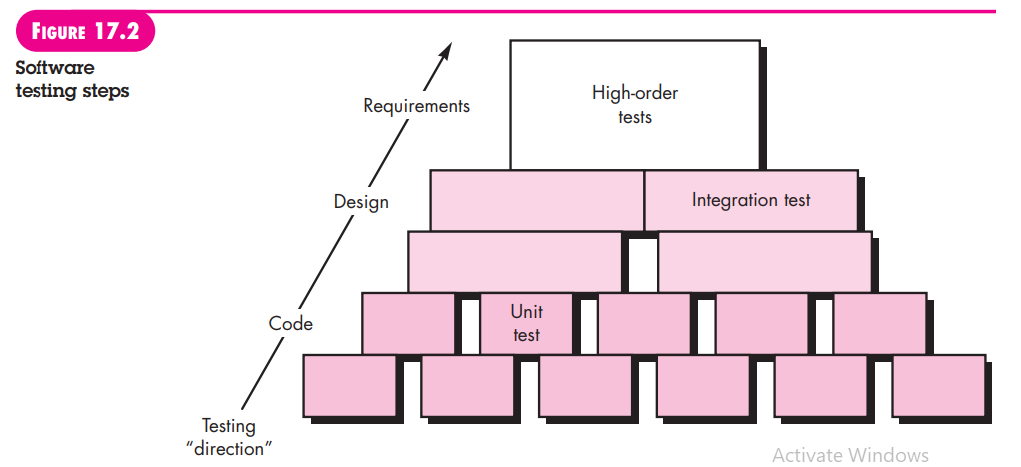 FIGURE 17.2
Software
testing steps
High-order
tests
Requirements
Integration test
Design
Unit
test
Code
Testing
“direction”
Activate Windows